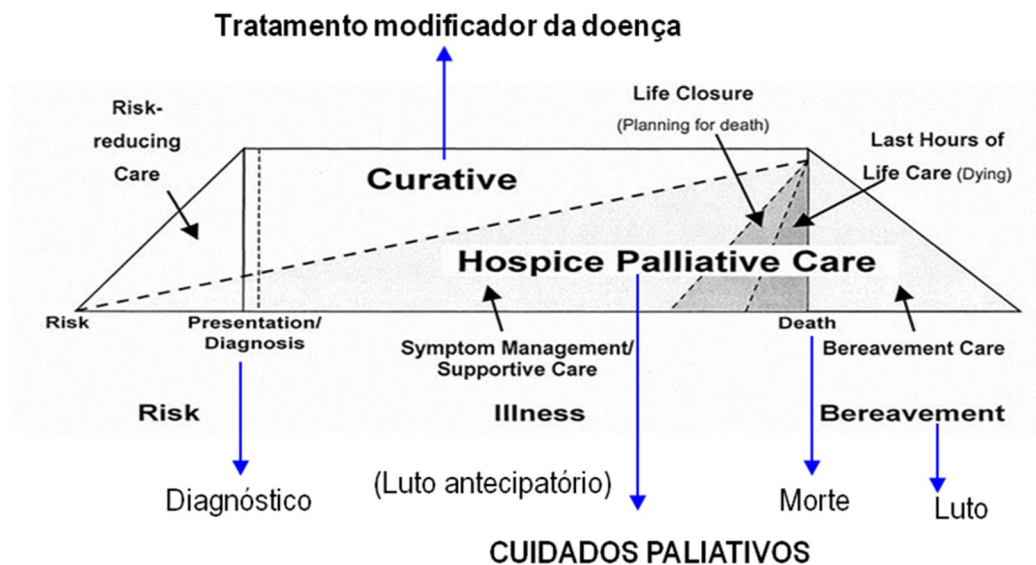 Tratamento modificador da doença
Risk-
reducing
Care
Life Closure
(Planning for death)
Last Hours of
Life Care (Dying)
Curative
Hospice Palliative Care
Risk
Presentation/
Diagnosis
Symptom Management/
Supportive Care
Death
Bereavement Care
Risk
Illness
Bereavement
Diagnóstico
(Luto antecipatório)
Morte
Luto
CUIDADOS PALIATIVOS